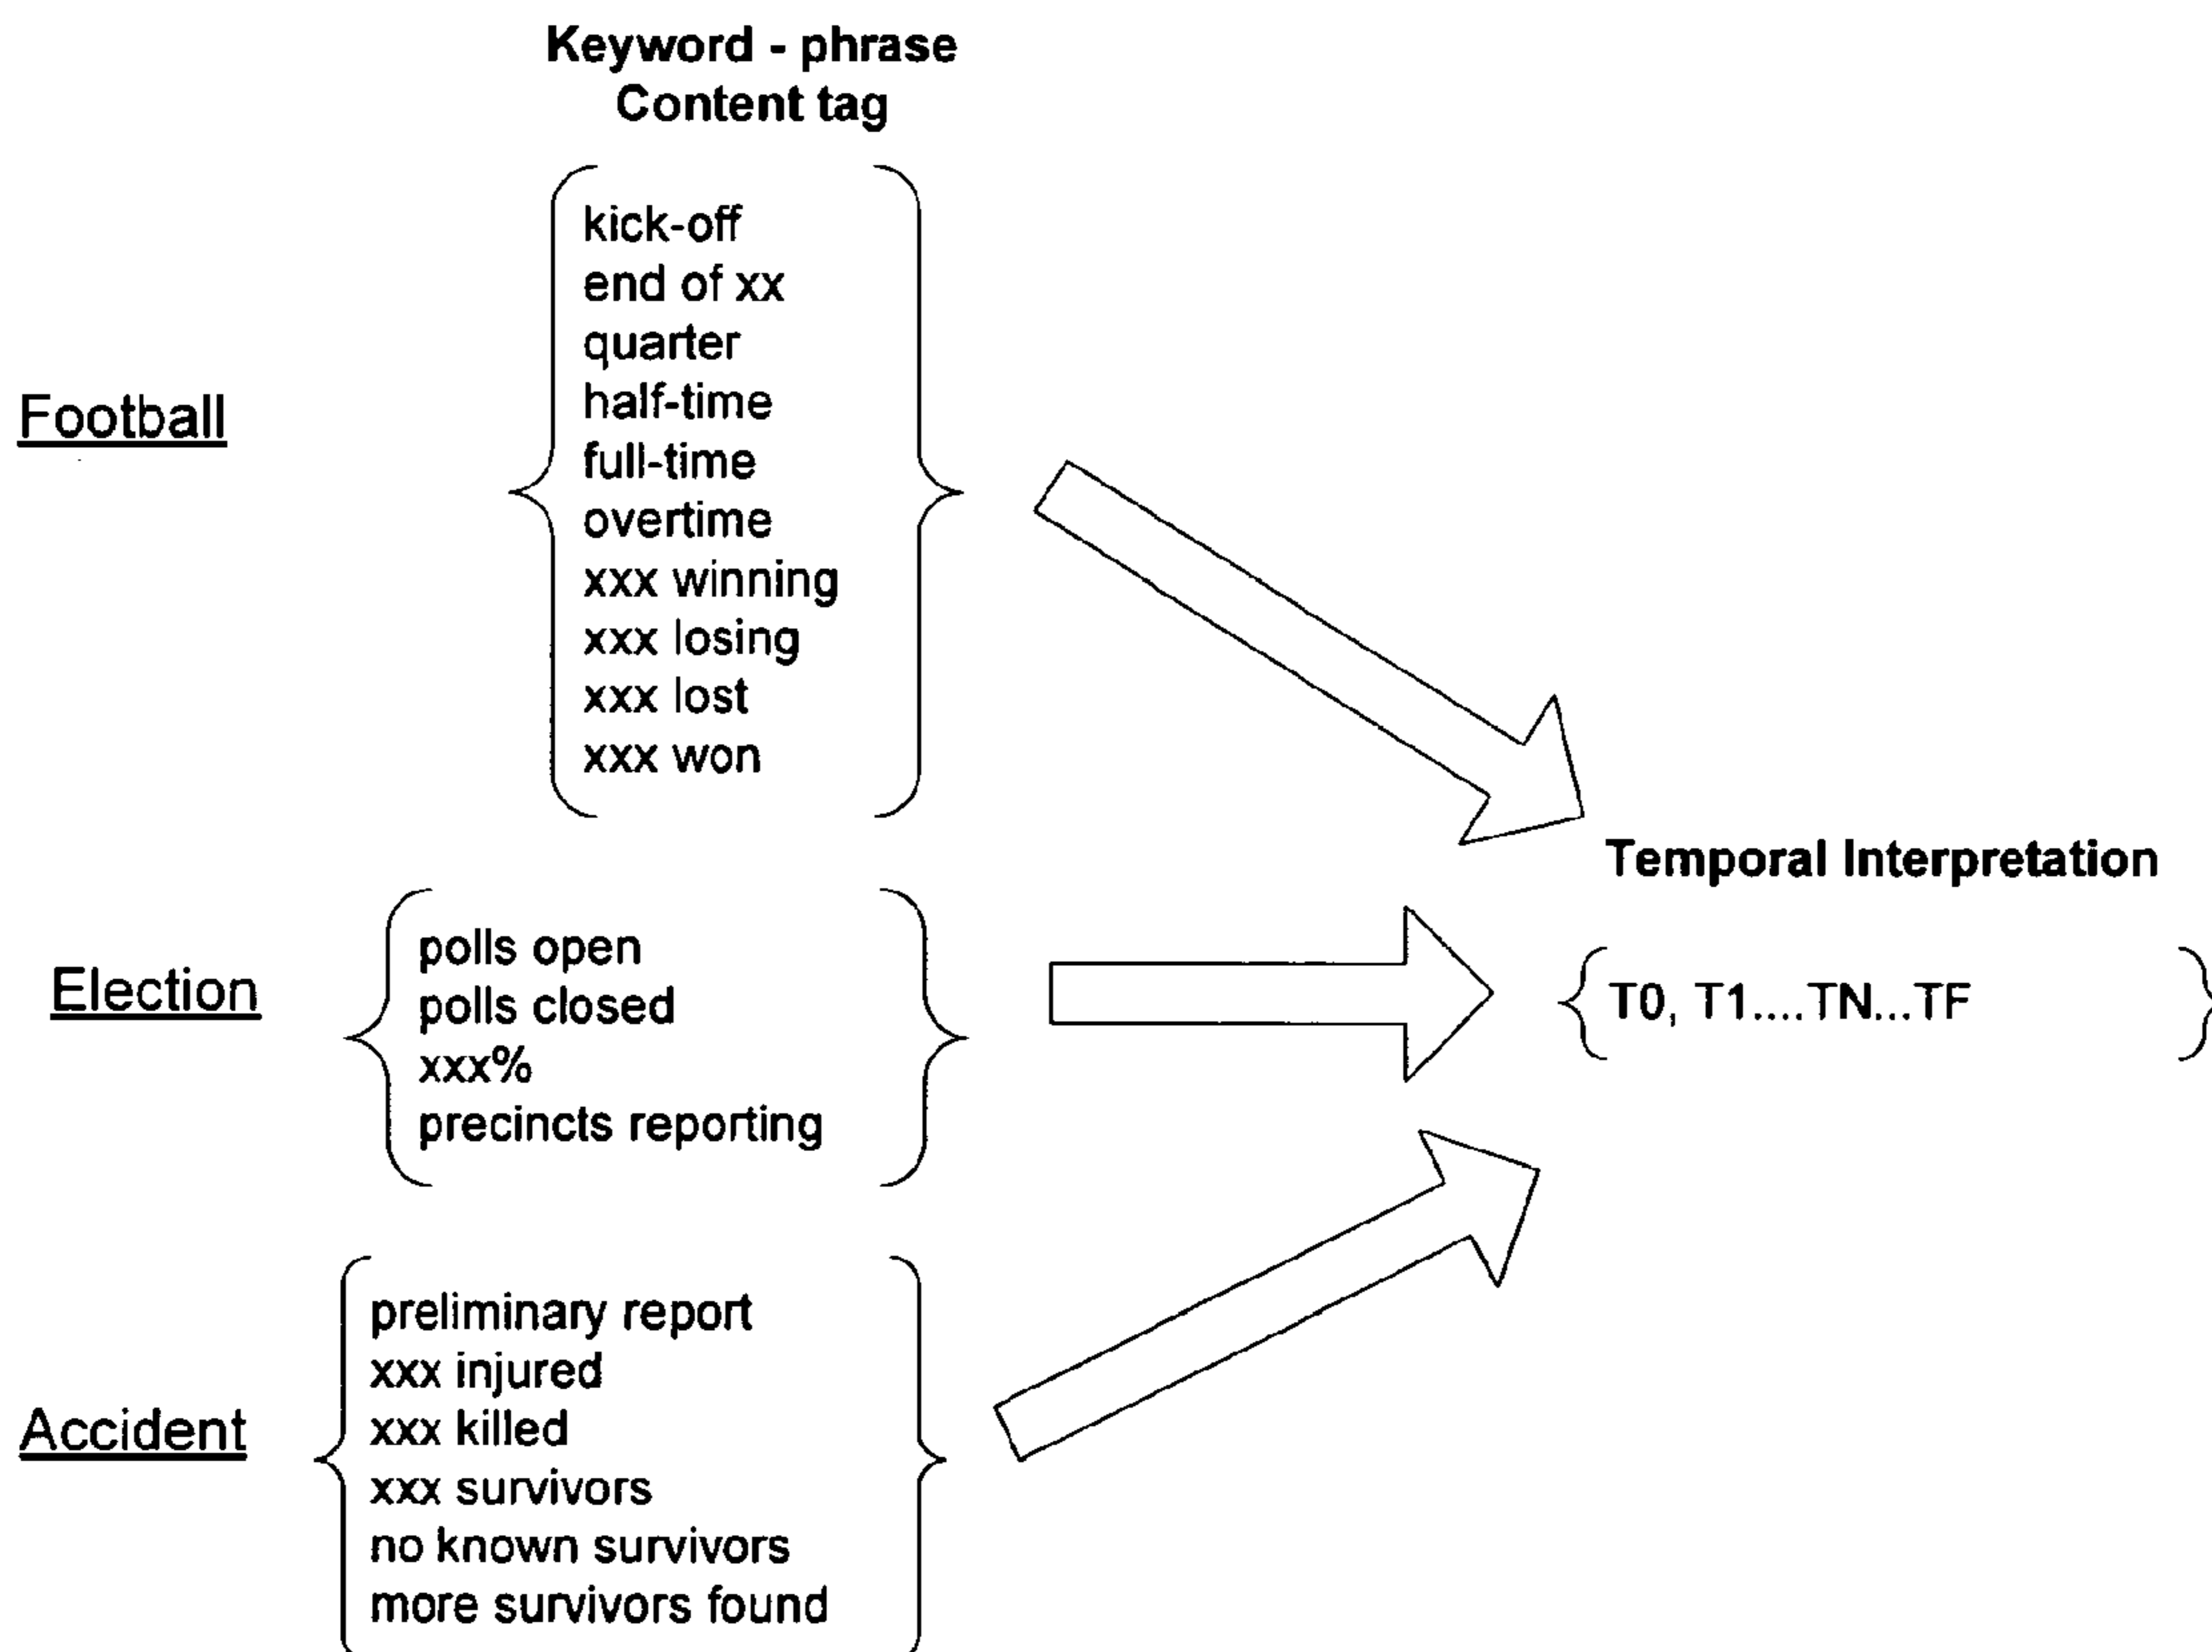 Keyword - phrase
Content tag
Football
kick-off
end of xx
quarter
half-time
full-time
overtime
xxx winning
xxx losing
xxx lost
xxx won
Temporal Interpretation
T0, T1....TN...TF
Election
polls open
polls closed
xxx%
precincts reporting
Accident
preliminary report
xxx injured
xxx killed
xxx survivors
no known survivors
more survivors found